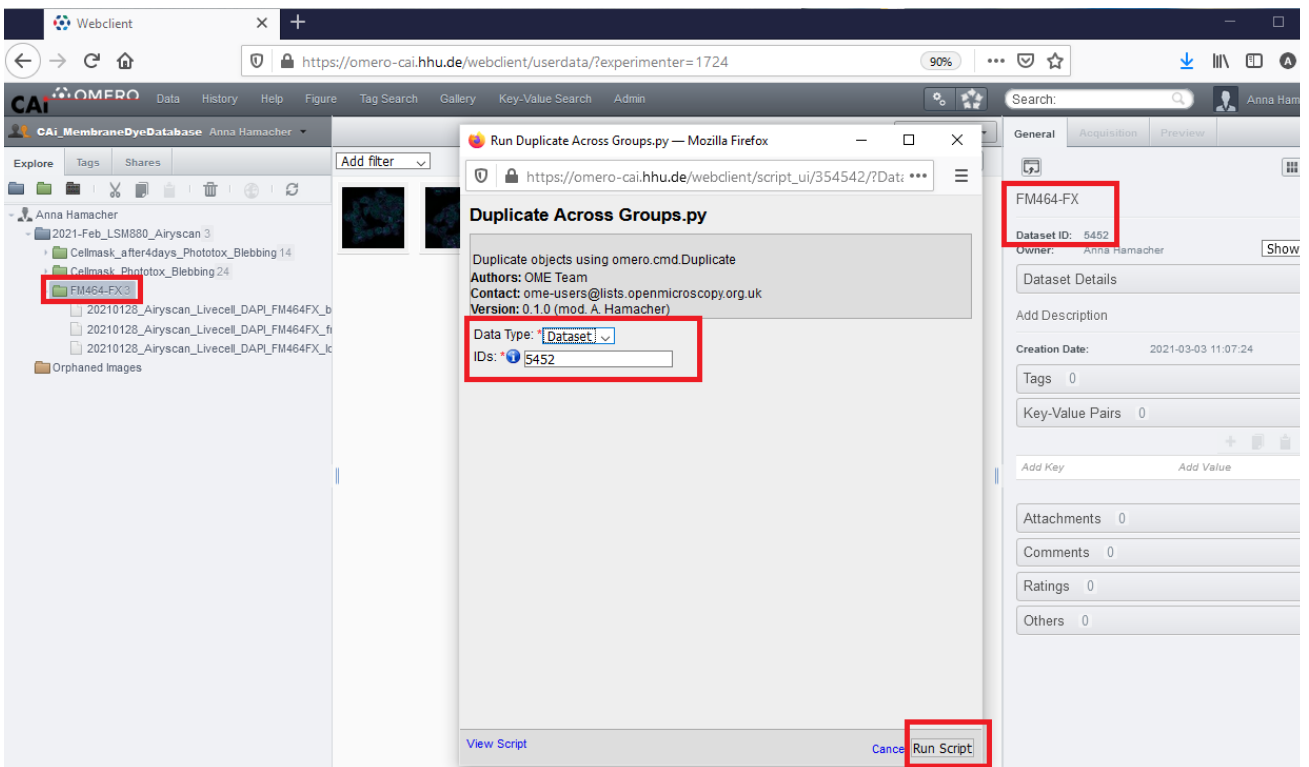 Webclient
https://omero-cai.hhu.de/webclient/userdata/?experimenter=1724
90%
CAi OMERO Data History Help Figure Tag Search Gallery Key-Value Search Admin
Search:
Anna Ham
CAi_MembraneDyeDatabase Anna Hamacher
Explore Tags Shares
Anna Hamacher
2021-Feb_LSM880_Airyscan 3
Cellmask_after4days_Phototox_Blebbing 14
Cellmask_Phototox_Blebbing 24
FM464-FX 3
20210128_Airyscan_Livecell_DAPI_FM464FX_b
20210128_Airyscan_Livecell_DAPI_FM464FX_fi
20210128_Airyscan_Livecell_DAPI_FM464FX_lc
Orphaned Images
Add filter
Run Duplicate Across Groups.py — Mozilla Firefox
https://omero-cai.hhu.de/webclient/script_ui/354542/?Data
Duplicate Across Groups.py
Duplicate objects using omero.cmd.Duplicate
Authors: OME Team
Contact: ome-users@lists.openmicroscopy.org.uk
Version: 0.1.0 (mod. A. Hamacher)
Data Type: * Dataset
IDs: * 5452
View Script
Cance
Run Script
General Acquisition Preview
FM464-FX
Dataset ID: 5452
Owner: Anna Hamacher
Show
Dataset Details
Add Description
Creation Date: 2021-03-03 11:07:24
Tags 0
Key-Value Pairs 0
Add Key Add Value
Attachments 0
Comments 0
Ratings 0
Others 0